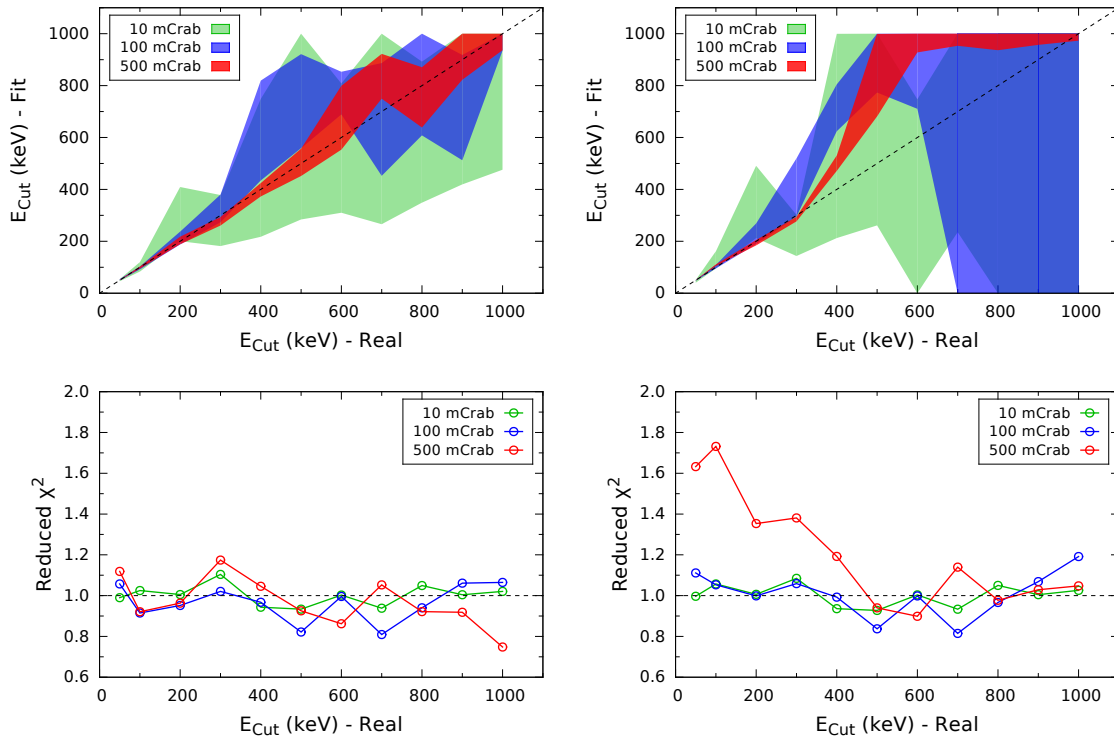 10 mCrab
100 mCrab
500 mCrab
E_Cut (keV) - Fit
1000
800
600
400
200
0
0 200 400 600 800 1000
E_Cut (keV) - Real
10 mCrab
100 mCrab
500 mCrab
E_Cut (keV) - Fit
1000
800
600
400
200
0
0 200 400 600 800 1000
E_Cut (keV) - Real
10 mCrab
100 mCrab
500 mCrab
Reduced χ²
2.0
1.8
1.6
1.4
1.2
1.0
0.8
0.6
0 200 400 600 800 1000
E_Cut (keV) - Real
10 mCrab
100 mCrab
500 mCrab
Reduced χ²
2.0
1.8
1.6
1.4
1.2
1.0
0.8
0.6
0 200 400 600 800 1000
E_Cut (keV) - Real